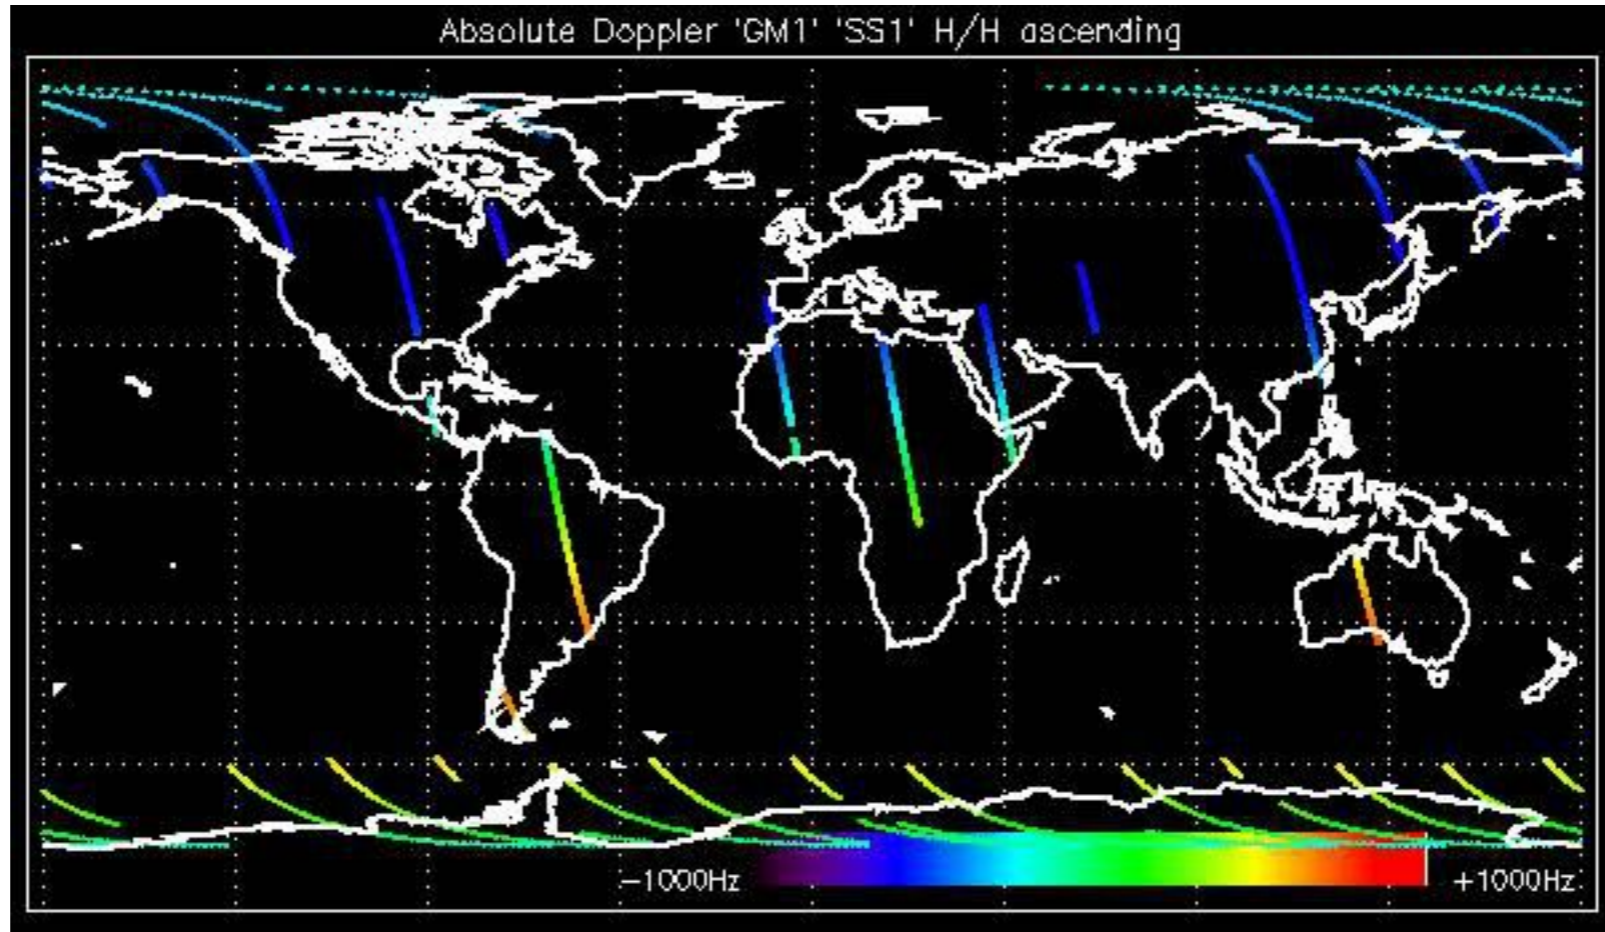 Absolute Doppler 'GM1' 'SS1' H/H ascending
-1000Hz
+1000Hz